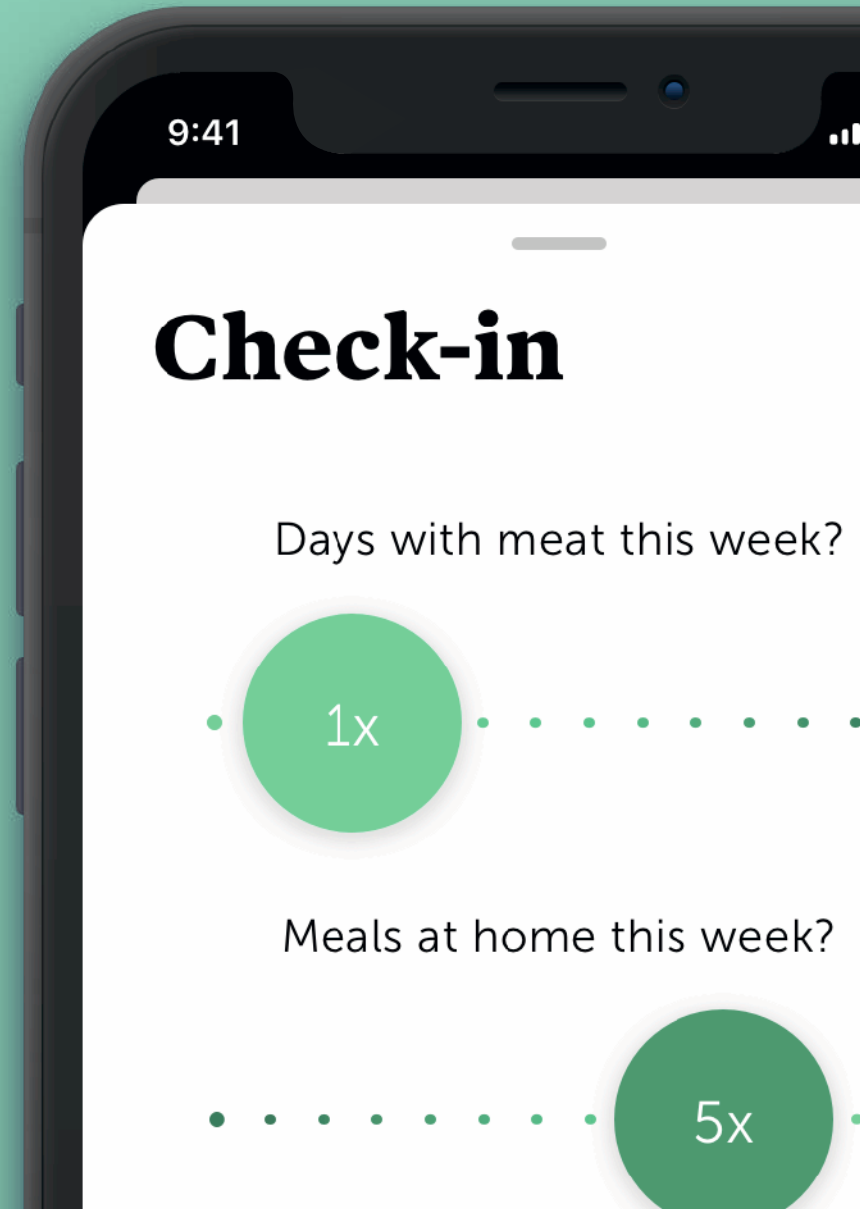 9:41
Check-in
Days with meat this week?
1x
Meals at home this week?
5x